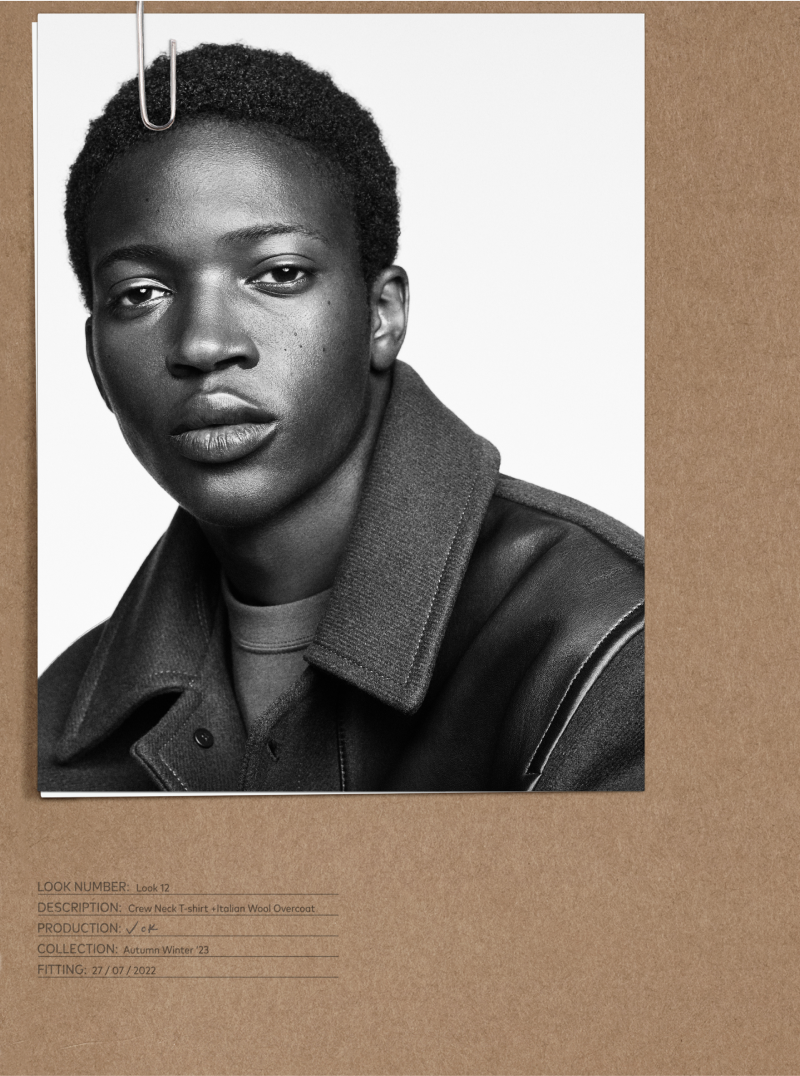 LOOK NUMBER: Look 12
DESCRIPTION: Crew Neck T-shirt +Italian Wool Overcoat
PRODUCTION: ✓ OK
COLLECTION: Autumn Winter '23
FITTING: 27 / 07 / 2022